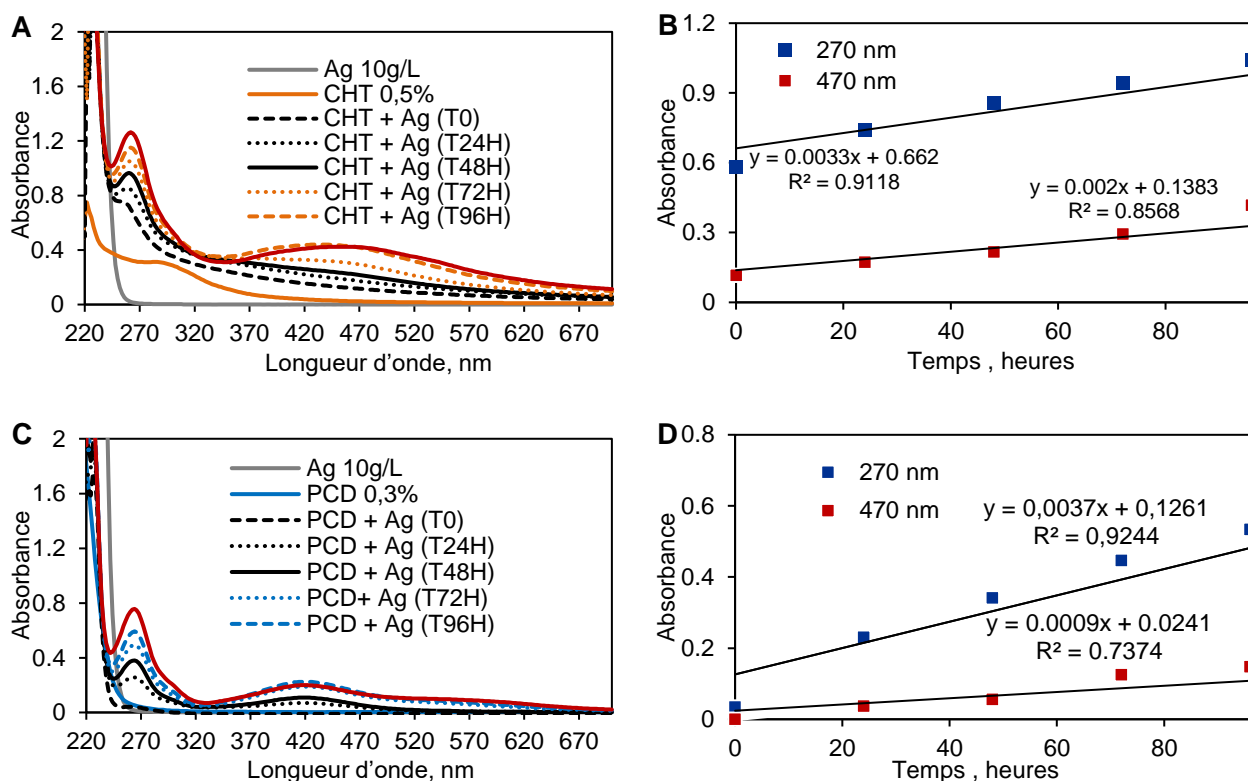 A
2
1.6
1.2
0.8
0.4
0
Absorbance
Ag 10g/L
CHT 0,5%
CHT + Ag (T0)
CHT + Ag (T24H)
CHT + Ag (T48H)
CHT + Ag (T72H)
CHT + Ag (T96H)
220 270 320 370 420 470 520 570 620 670
Longueur d'onde, nm
B
1.2
0.9
0.6
0.3
0
Absorbance
270 nm
470 nm
y = 0.0033x + 0.662
R² = 0.9118
y = 0.002x + 0.1383
R² = 0.8568
0 20 40 60 80
Temps , heures
C
2
1.6
1.2
0.8
0.4
0
Absorbance
Ag 10g/L
PCD 0,3%
PCD + Ag (T0)
PCD + Ag (T24H)
PCD + Ag (T48H)
PCD+ Ag (T72H)
PCD + Ag (T96H)
220 270 320 370 420 470 520 570 620 670
Longueur d'onde, nm
D
0.8
0.6
0.4
0.2
0
Absorbance
270 nm
470 nm
y = 0,0037x + 0,1261
R² = 0,9244
y = 0.0009x + 0.0241
R² = 0.7374
0 20 40 60 80
Temps , heures